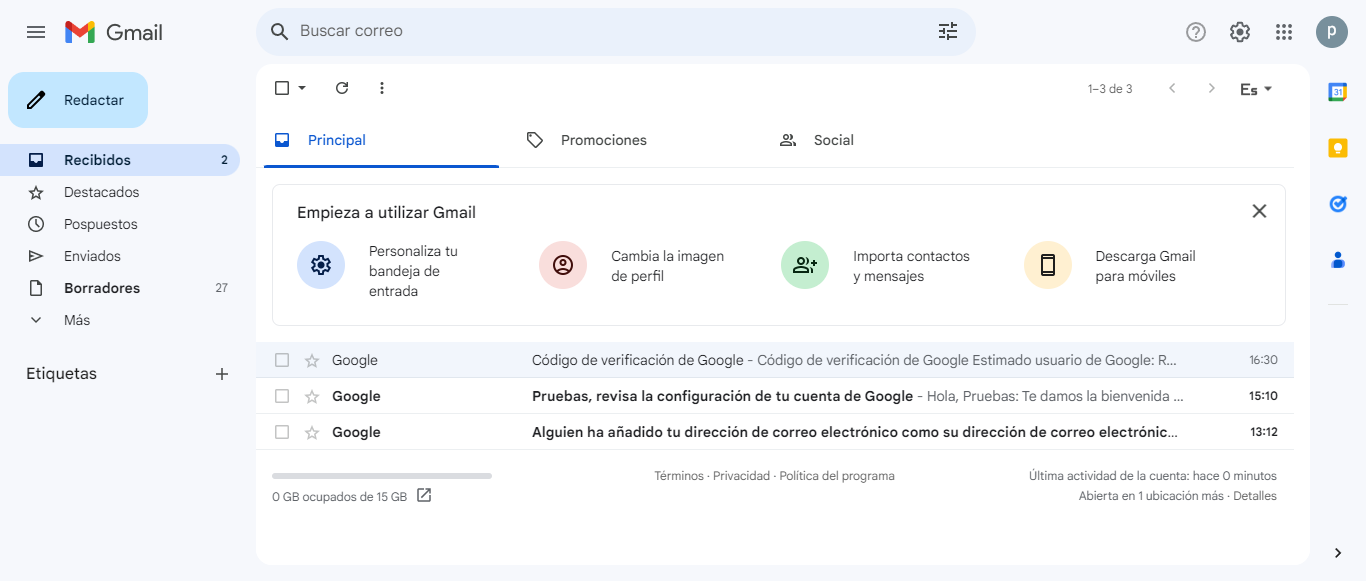 Gmail
Buscar correo
P
Redactar
1–3 de 3
Es
31
Recibidos 2
Destacados
Pospuestos
Enviados
Borradores 27
Más
Etiquetas
Principal
Promociones
Social
Empieza a utilizar Gmail
Personaliza tu
bandeja de
entrada
Cambia la imagen
de perfil
Importa contactos
y mensajes
Descarga Gmail
para móviles
Google Código de verificación de Google - Código de verificación de Google Estimado usuario de Google: R... 16:30
Google Pruebas, revisa la configuración de tu cuenta de Google - Hola, Pruebas: Te damos la bienvenida ... 15:10
Google Alguien ha añadido tu dirección de correo electrónico como su dirección de correo electrónic... 13:12
0 GB ocupados de 15 GB
Términos · Privacidad · Política del programa
Última actividad de la cuenta: hace 0 minutos
Abierta en 1 ubicación más · Detalles